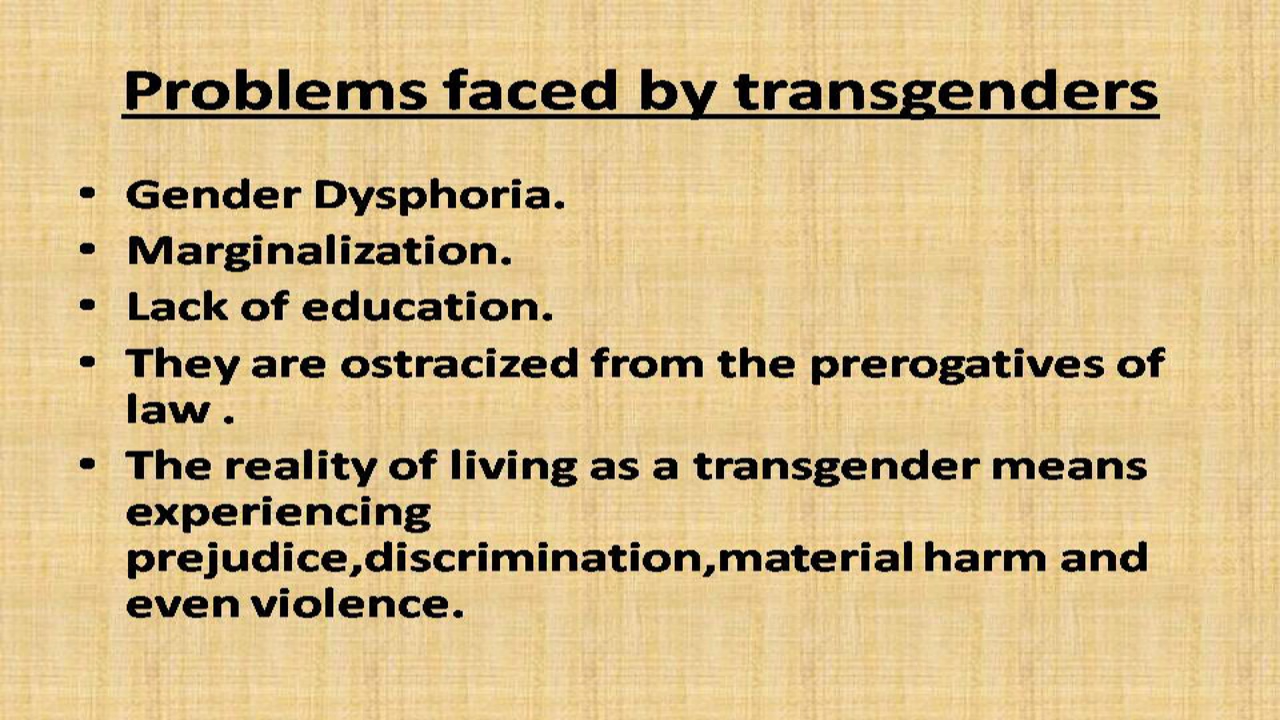 Problems faced by transgenders
• Gender Dysphoria.
• Marginalization.
• Lack of education.
• They are ostracized from the prerogatives of
law .
• The reality of living as a transgender means
experiencing
prejudice,discrimination,material harm and
even violence.